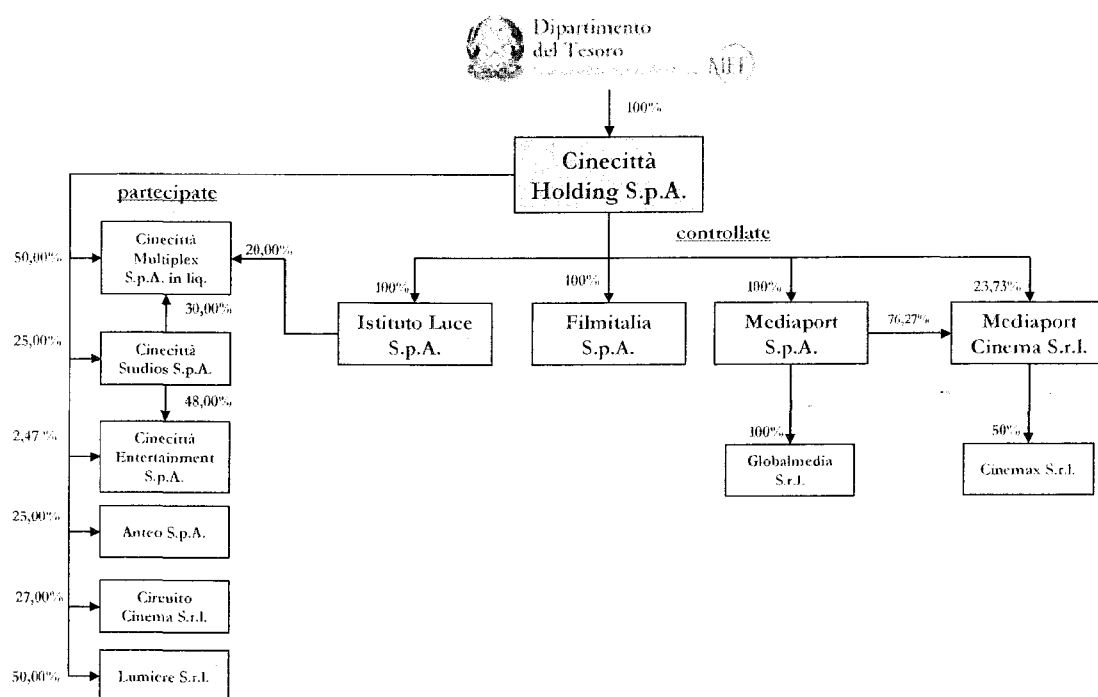 Dipartimento
del Tesoro
100%
Cinecittà
Holding S.p.A.
partecipate
controllate
50,00%
Cinecittà
Multiplex
S.p.A. in liq.
20,00%
30,00%
25,00%
Cinecittà
Studios S.p.A.
48,00%
2,47%
Cinecittà
Entertainment
S.p.A.
25,00%
Anteo S.p.A.
27,00%
Circuito
Cinema S.r.l.
50,00%
Lumiere S.r.l.
100%
Istituto Luce
S.p.A.
100%
Filmitalia
S.p.A.
100%
Mediaport
S.p.A.
76,27%
23,73%
Mediaport
Cinema S.r.l.
100%
Globalmedia
S.r.l.
50%
Cinemax S.r.l.